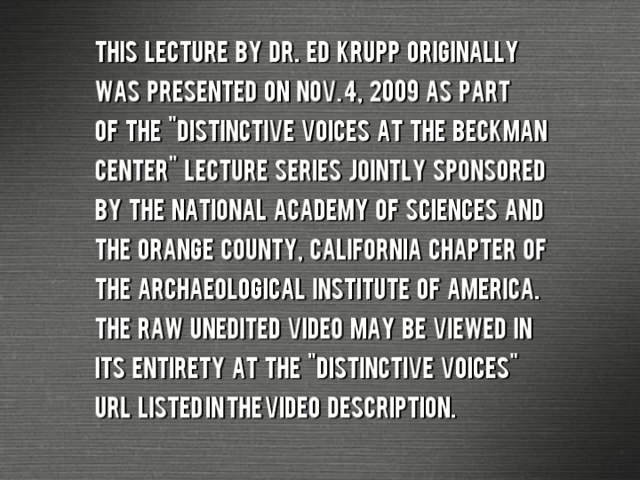 THIS LECTURE BY DR. ED KRUPP ORIGINALLY
WAS PRESENTED ON NOV.4, 2009 AS PART
OF THE "DISTINCTIVE VOICES AT THE BECKMAN
CENTER" LECTURE SERIES JOINTLY SPONSORED
BY THE NATIONAL ACADEMY OF SCIENCES AND
THE ORANGE COUNTY, CALIFORNIA CHAPTER OF
THE ARCHAEOLOGICAL INSTITUTE OF AMERICA.
THE RAW UNEDITED VIDEO MAY BE VIEWED IN
ITS ENTIRETY AT THE "DISTINCTIVE VOICES"
URL LISTED IN THE VIDEO DESCRIPTION.